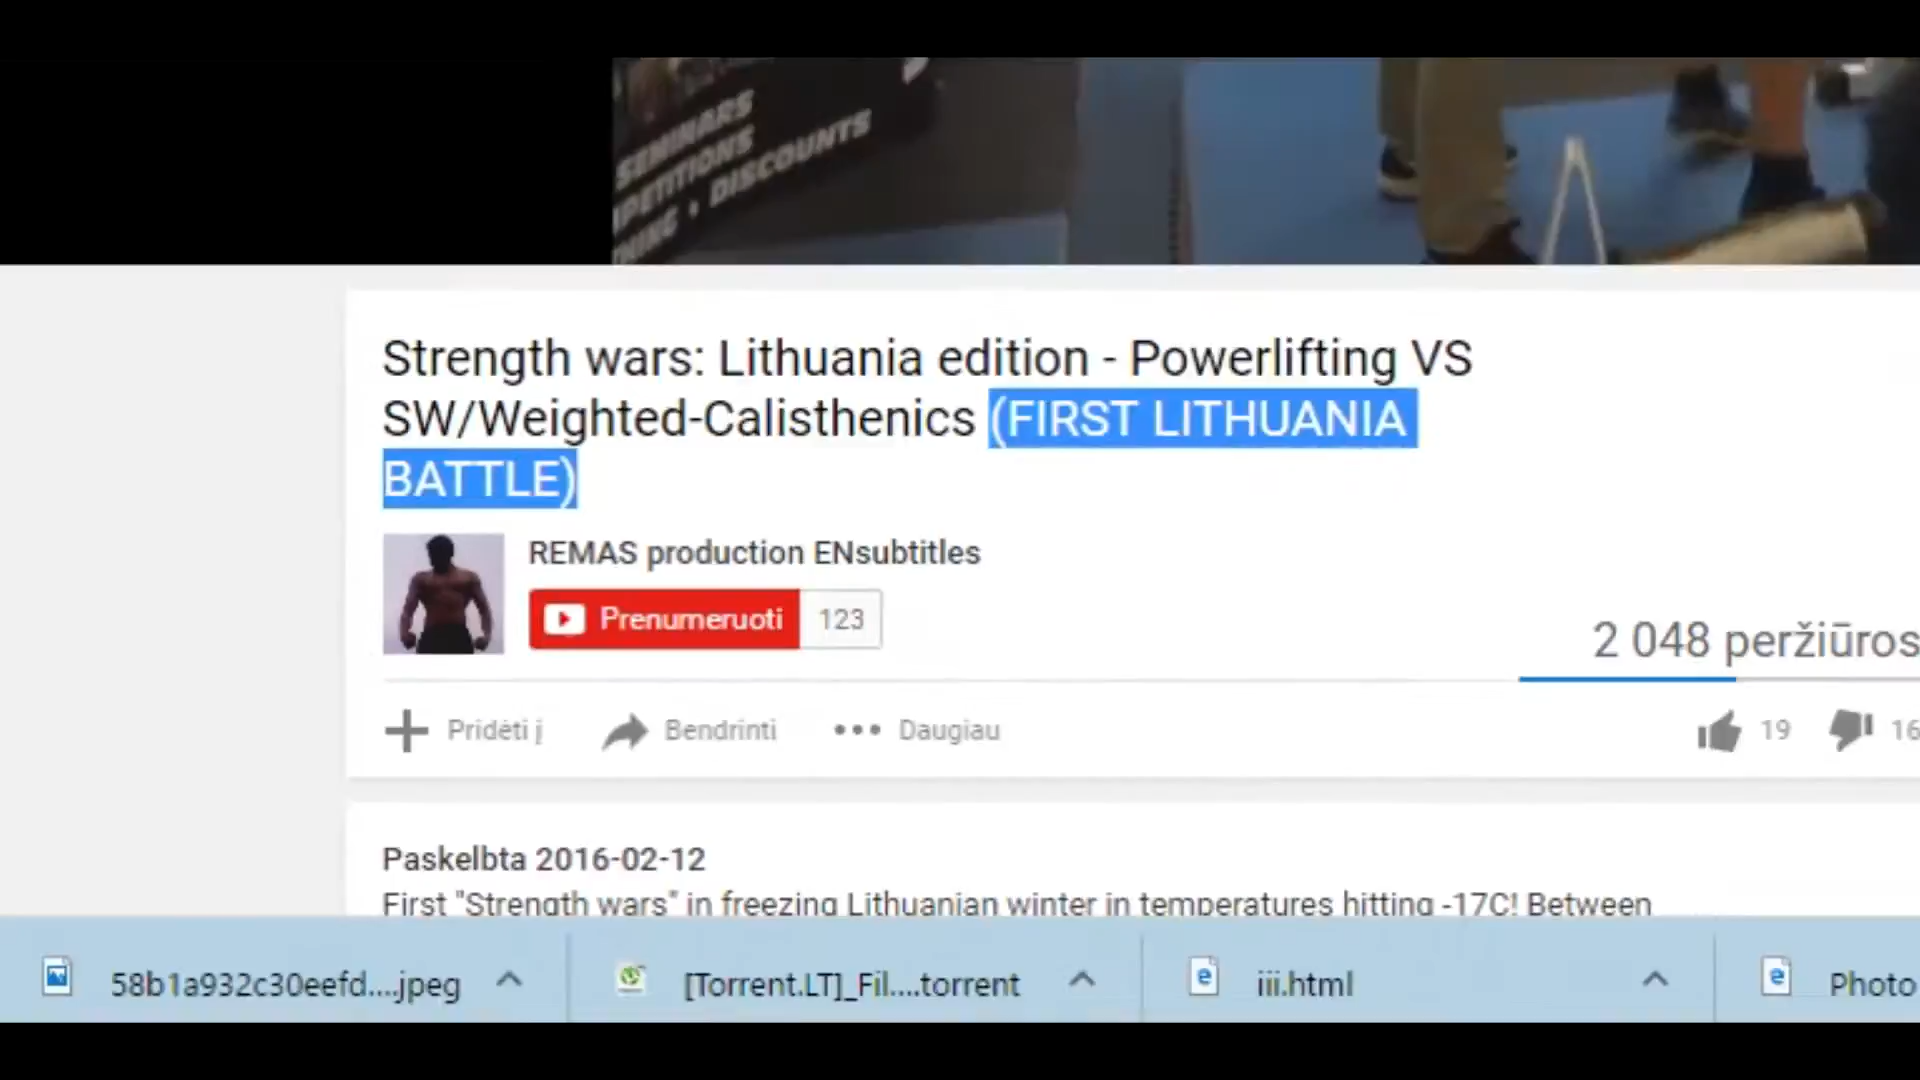 SEMINARS
PETITIONS
DISCOUNTS
Strength wars: Lithuania edition - Powerlifting VS
SW/Weighted-Calisthenics (FIRST LITHUANIA
BATTLE)
REMAS production ENsubtitles
Prenumeruoti 123
2 048 peržiūros
Pridėti į Bendrinti Daugiau 19 16
Paskelbta 2016-02-12
First "Strength wars" in freezing Lithuanian winter in temperatures hitting -17C! Between
58b1a932c30eefd....jpeg [Torrent.LT]_Fil....torrent iii.html Photo